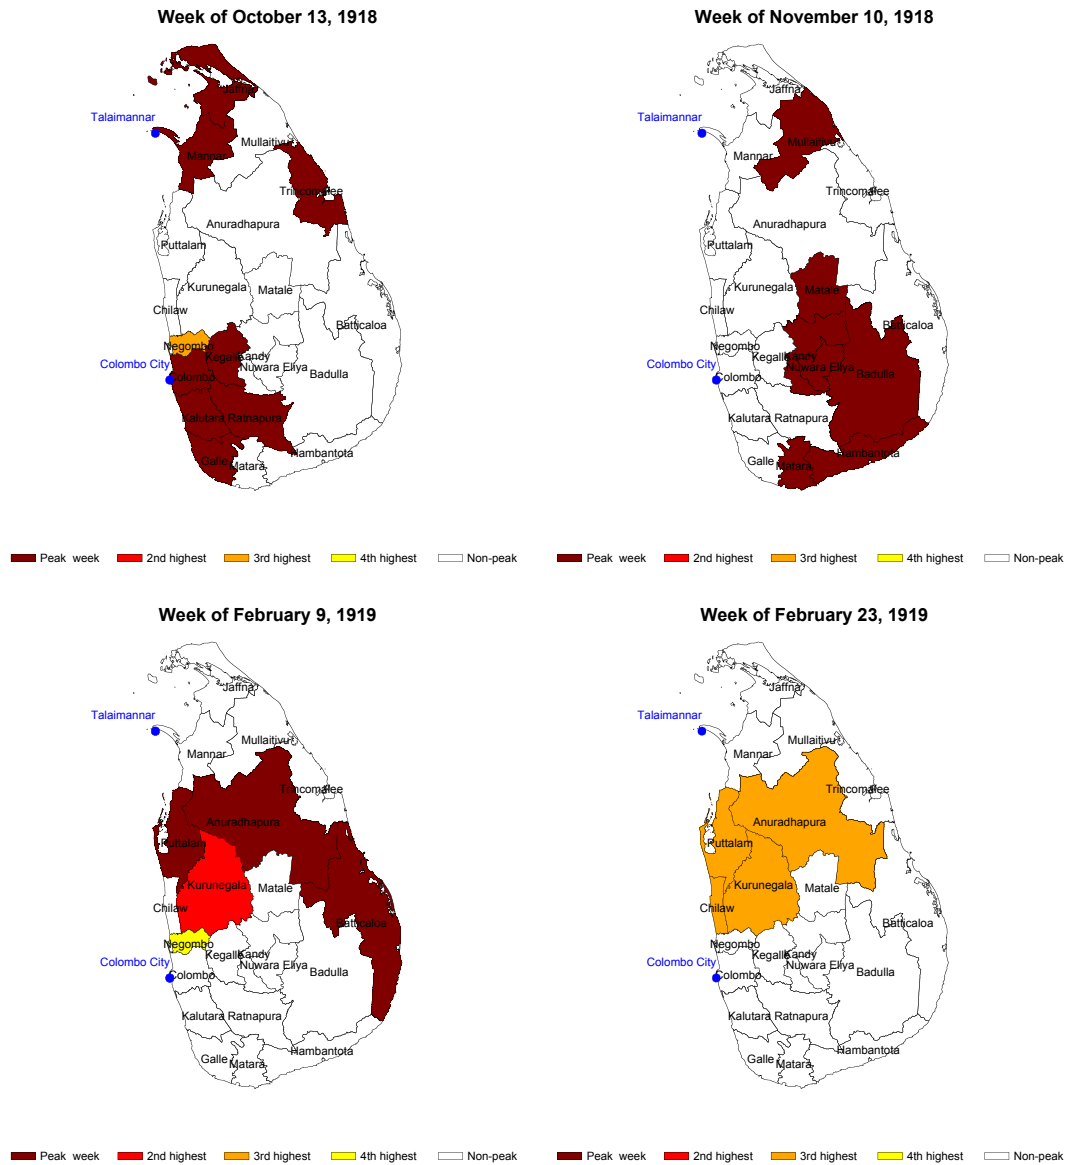 Week of October 13, 1918
Jaffna
Talaimannar
Mullaitivu
Mannar
Trincomalee
Anuradhapura
Puttalam
Kurunegala
Matale
Chilaw
Batticaloa
Negombo
Kegalle
Kandy
Colombo City
Nuwara Eliya
Badulla
Colombo
Kalutara
Ratnapura
Hambantota
Galle
Matara
Peak week
2nd highest
3rd highest
4th highest
Non-peak
Week of November 10, 1918
Jaffna
Talaimannar
Mullaitivu
Mannar
Trincomalee
Anuradhapura
Puttalam
Kurunegala
Matale
Chilaw
Batticaloa
Negombo
Kegalle
Kandy
Colombo City
Nuwara Eliya
Badulla
Colombo
Kalutara
Ratnapura
Hambantota
Galle
Matara
Peak week
2nd highest
3rd highest
4th highest
Non-peak
Week of February 9, 1919
Jaffna
Talaimannar
Mullaitivu
Mannar
Trincomalee
Anuradhapura
Puttalam
Kurunegala
Matale
Chilaw
Batticaloa
Negombo
Kegalle
Kandy
Colombo City
Nuwara Eliya
Badulla
Colombo
Kalutara
Ratnapura
Hambantota
Galle
Matara
Peak week
2nd highest
3rd highest
4th highest
Non-peak
Week of February 23, 1919
Jaffna
Talaimannar
Mullaitivu
Mannar
Trincomalee
Anuradhapura
Puttalam
Kurunegala
Matale
Chilaw
Batticaloa
Negombo
Kegalle
Kandy
Colombo City
Nuwara Eliya
Badulla
Colombo
Kalutara
Ratnapura
Hambantota
Galle
Matara
Peak week
2nd highest
3rd highest
4th highest
Non-peak